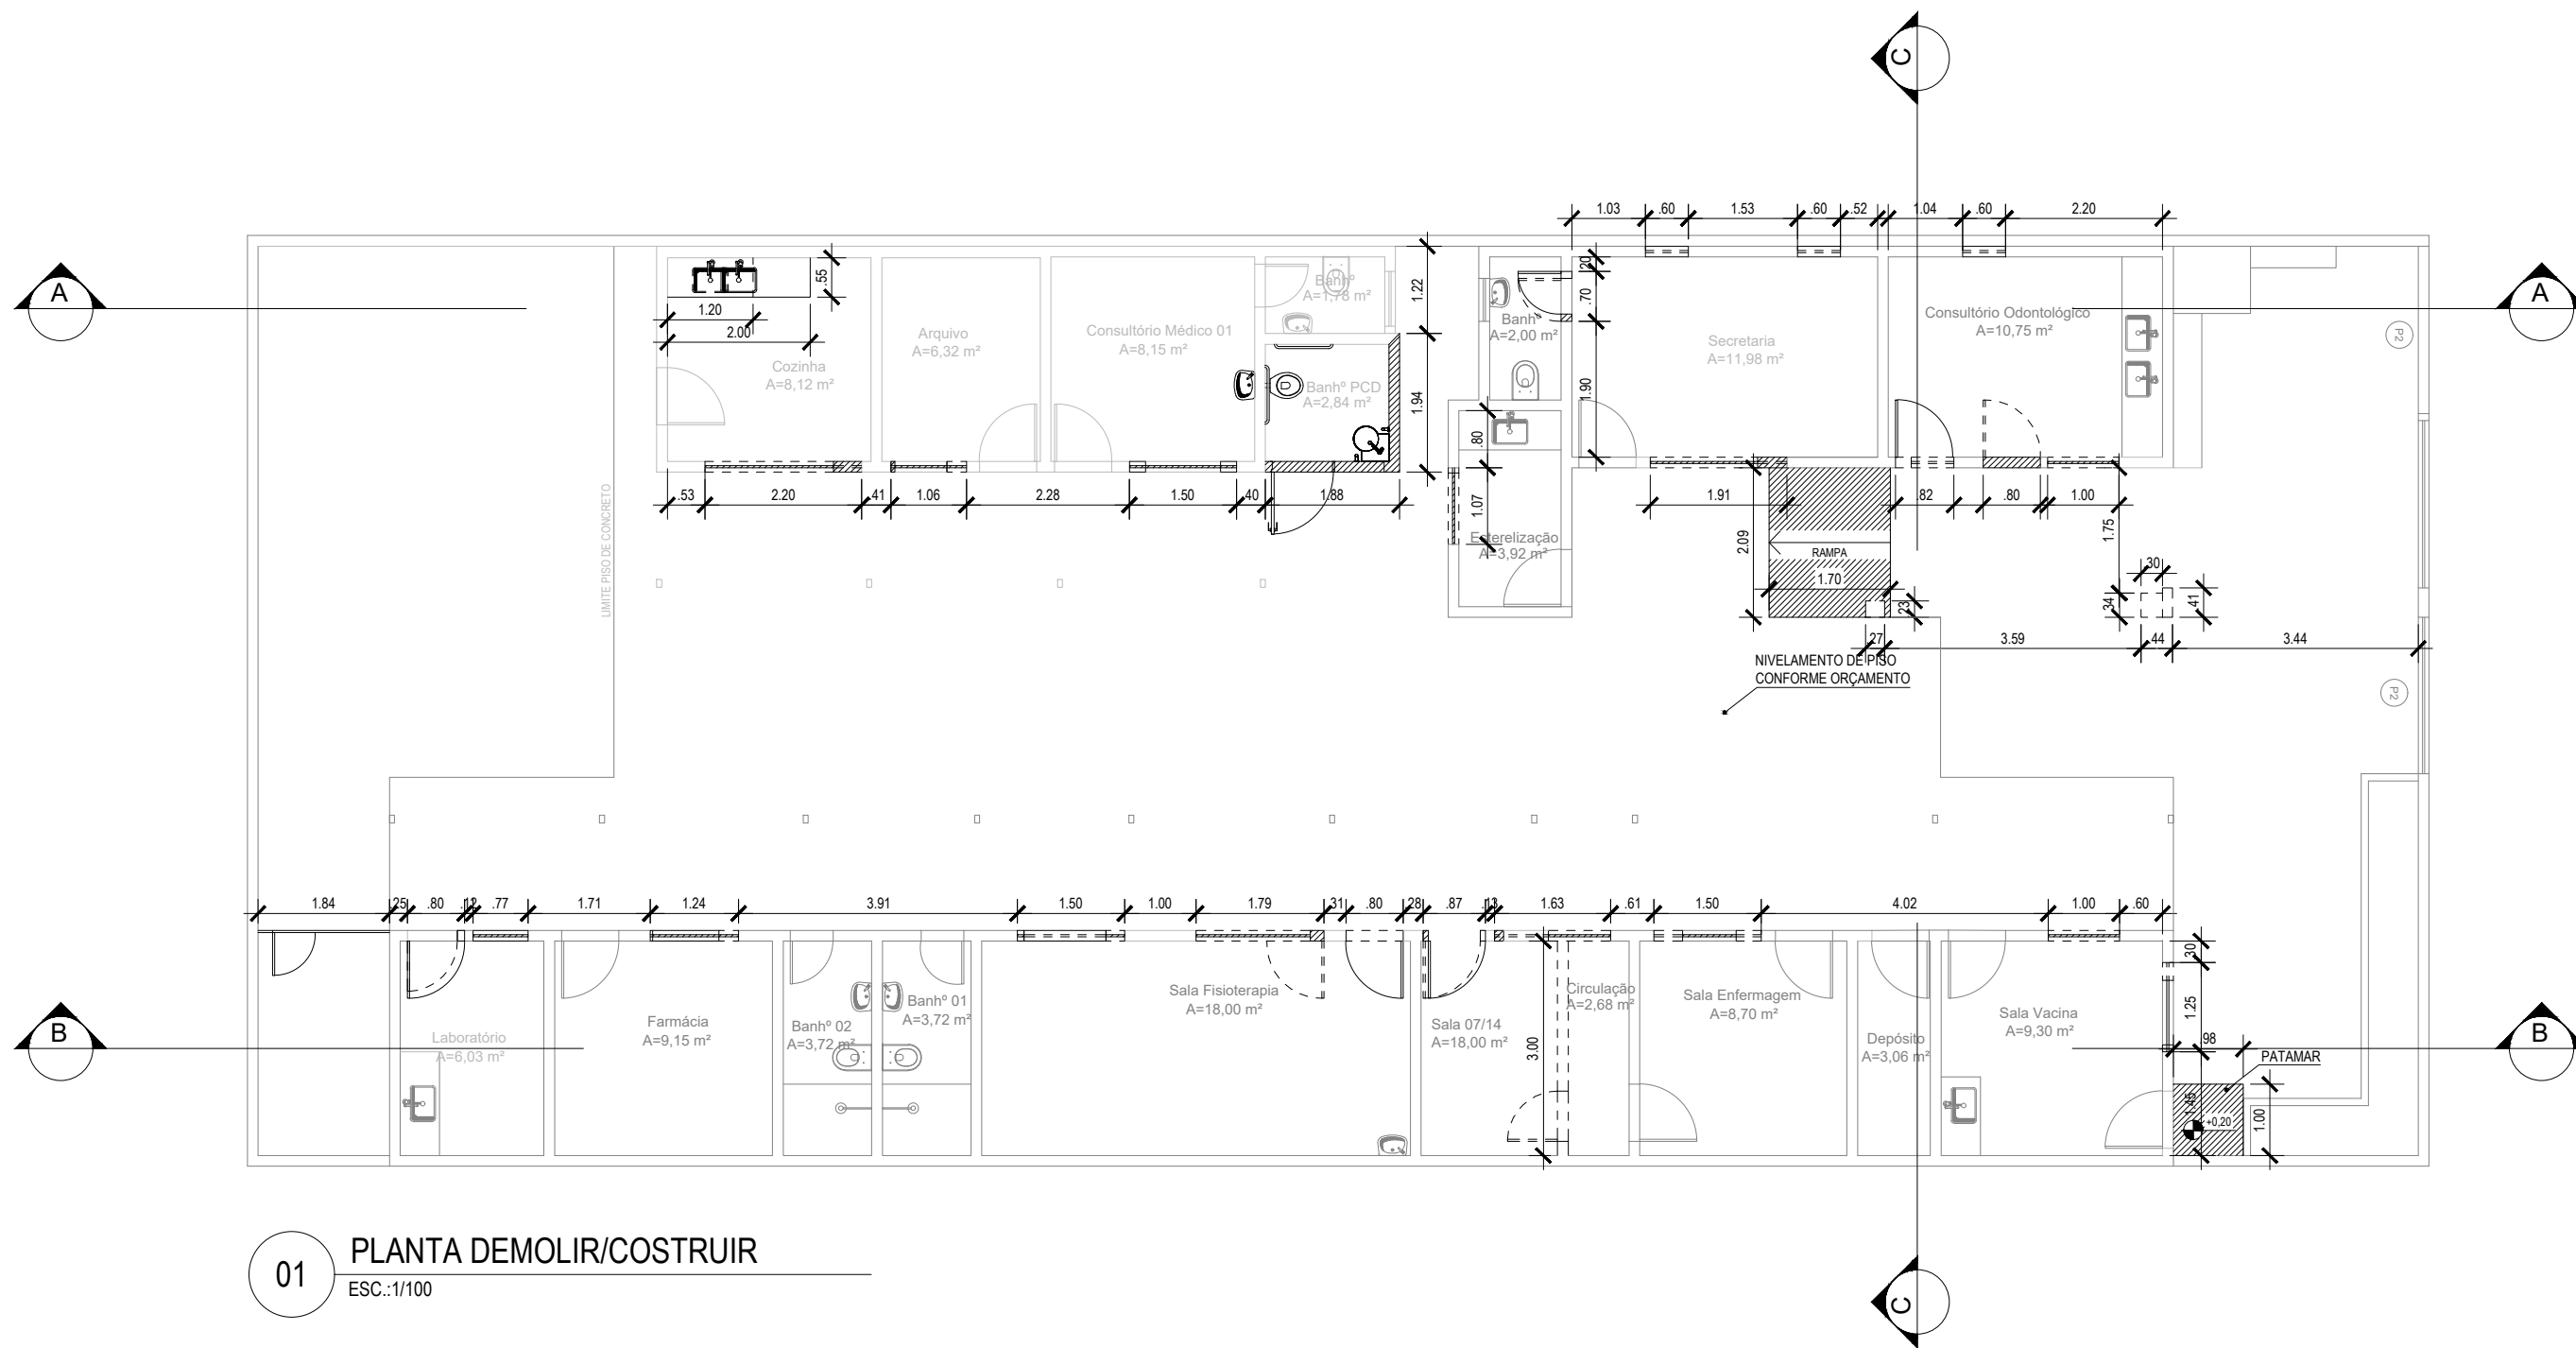 C
1.03
.60
1.53
.60
.52
1.04
.60
2.20
A
A
.55
1.20
2.00
Cozinha
A=8,12 m²
Arquivo
A=6,32 m²
Consultório Médico 01
A=8,15 m²
Banhº
A=1,78 m²
Banhº PCD
A=2,84 m²
1.22
1.94
Banhº
A=2,00 m²
.20
.70
1.90
Secretaria
A=11,98 m²
Consultório Odontológico
A=10,75 m²
P2
.80
1.07
Esterelização
A=3,92 m²
.53
2.20
.41
1.06
2.28
1.50
.40
1.88
1.91
.82
.80
1.00
2.09
RAMPA
1.70
.23
1.75
.34
.30
.41
.27
3.59
.44
3.44
LIMITE PISO DE CONCRETO
NIVELAMENTO DE PISO
CONFORME ORÇAMENTO
P2
1.84
.25
.80
.12
.77
1.71
1.24
3.91
1.50
1.00
1.79
.31
.80
.28
.87
.13
1.63
.61
1.50
4.02
1.00
.60
Laboratório
A=6,03 m²
Farmácia
A=9,15 m²
Banhº 02
A=3,72 m²
Banhº 01
A=3,72 m²
Sala Fisioterapia
A=18,00 m²
Sala 07/14
A=18,00 m²
3.00
Circulação
A=2,68 m²
Sala Enfermagem
A=8,70 m²
Depósito
A=3,06 m²
Sala Vacina
A=9,30 m²
.30
1.25
.98
PATAMAR
1.45
+0,20
1.00
B
B
01
PLANTA DEMOLIR/COSTRUIR
ESC.:1/100
C